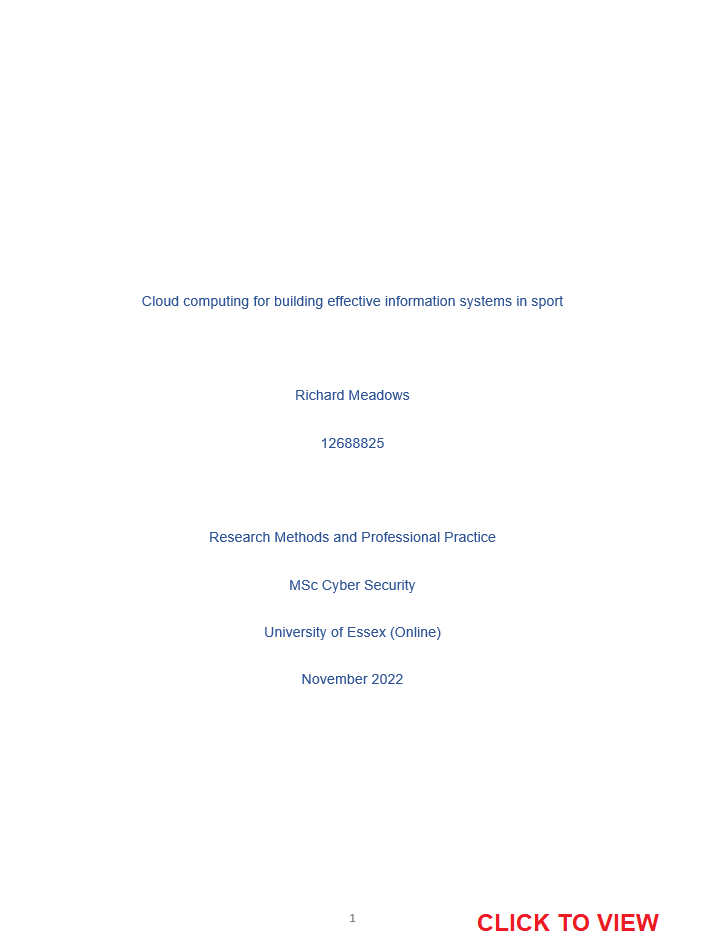 Cloud computing for building effective information systems in sport
Richard Meadows
12688825
Research Methods and Professional Practice
MSc Cyber Security
University of Essex (Online)
November 2022
1
CLICK TO VIEW